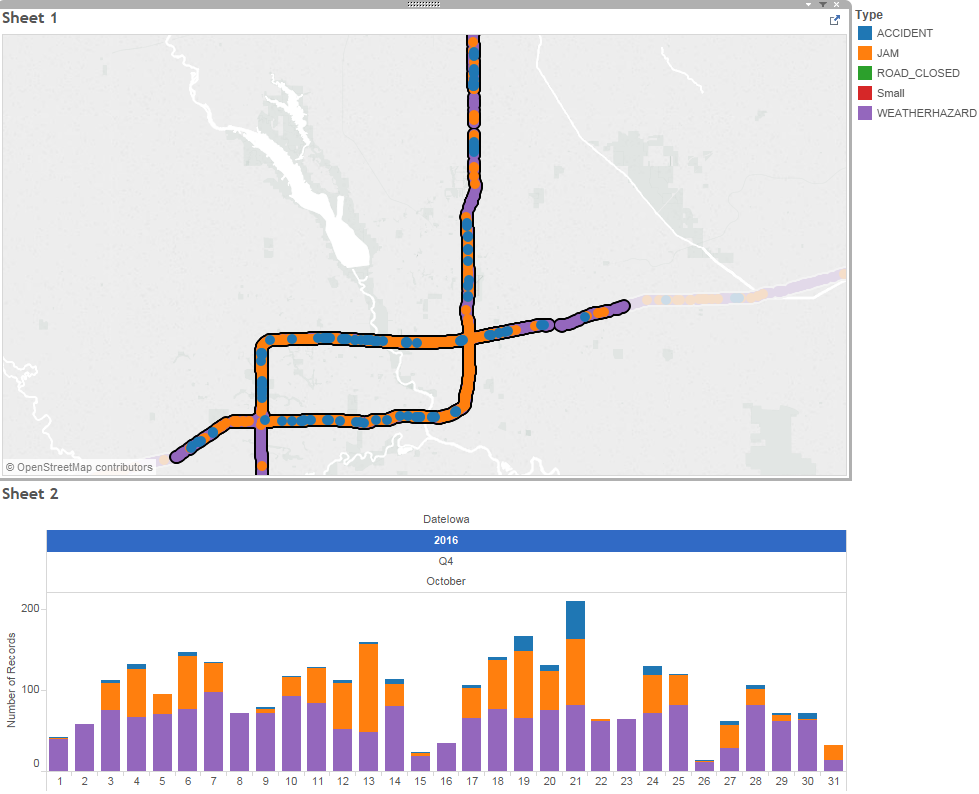 Sheet 1
Type
ACCIDENT
JAM
ROAD_CLOSED
Small
WEATHERHAZARD
© OpenStreetMap contributors
Sheet 2
DateIowa
2016
Q4
October
Number of Records
200
100
0
1 2 3 4 5 6 7 8 9 10 11 12 13 14 15 16 17 18 19 20 21 22 23 24 25 26 27 28 29 30 31